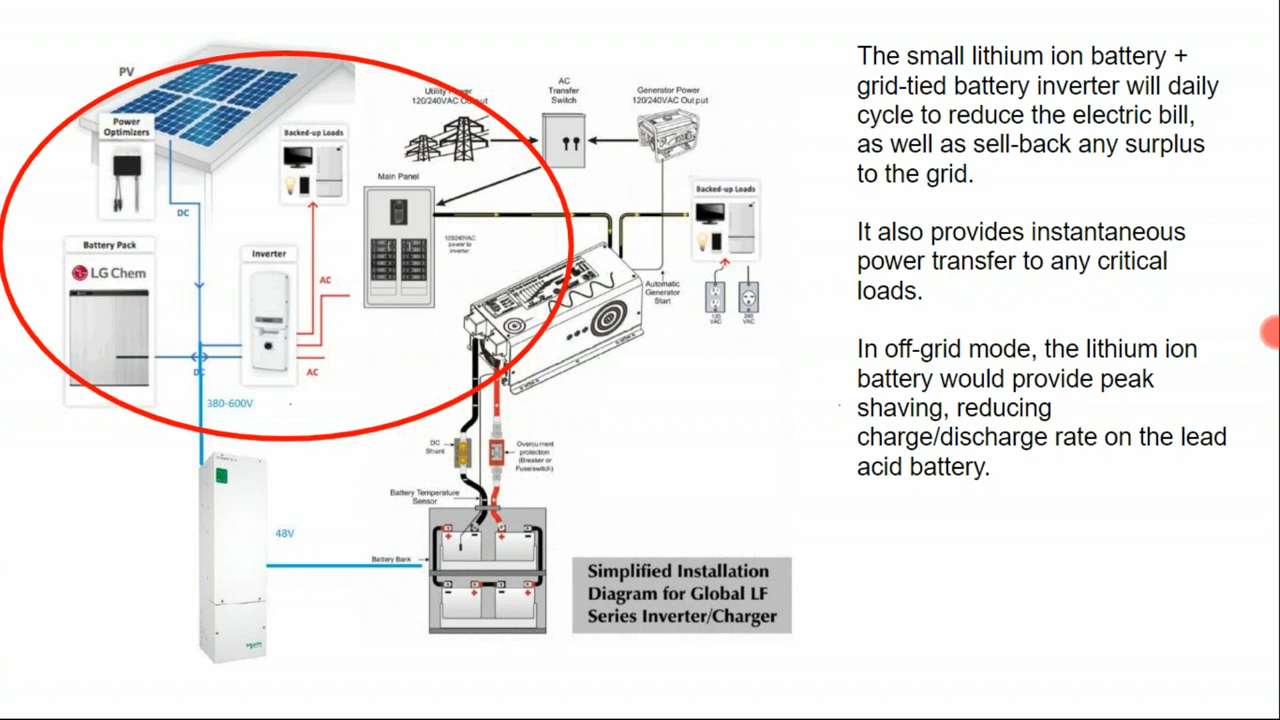 PV
Power
Optimizers
DC
Backed-up Loads
Battery Pack
LG Chem
Inverter
AC
AC
DC
380-600V
48V
Utility Power
120/240VAC Output
AC
Transfer
Switch
Generator Power
120/240VAC Output
Main Panel
120/240VAC
power to
inverter
Backed-up Loads
Automatic
Generator
Start
120
VAC
240
VAC
DC
Shunt
Overcurrent
protection
(Breaker or
Fuse/switch)
Battery Temperature
Sensor
Battery Bank
Simplified Installation
Diagram for Global LF
Series Inverter/Charger
The small lithium ion battery +
grid-tied battery inverter will daily
cycle to reduce the electric bill,
as well as sell-back any surplus
to the grid.
It also provides instantaneous
power transfer to any critical
loads.
In off-grid mode, the lithium ion
battery would provide peak
shaving, reducing
charge/discharge rate on the lead
acid battery.